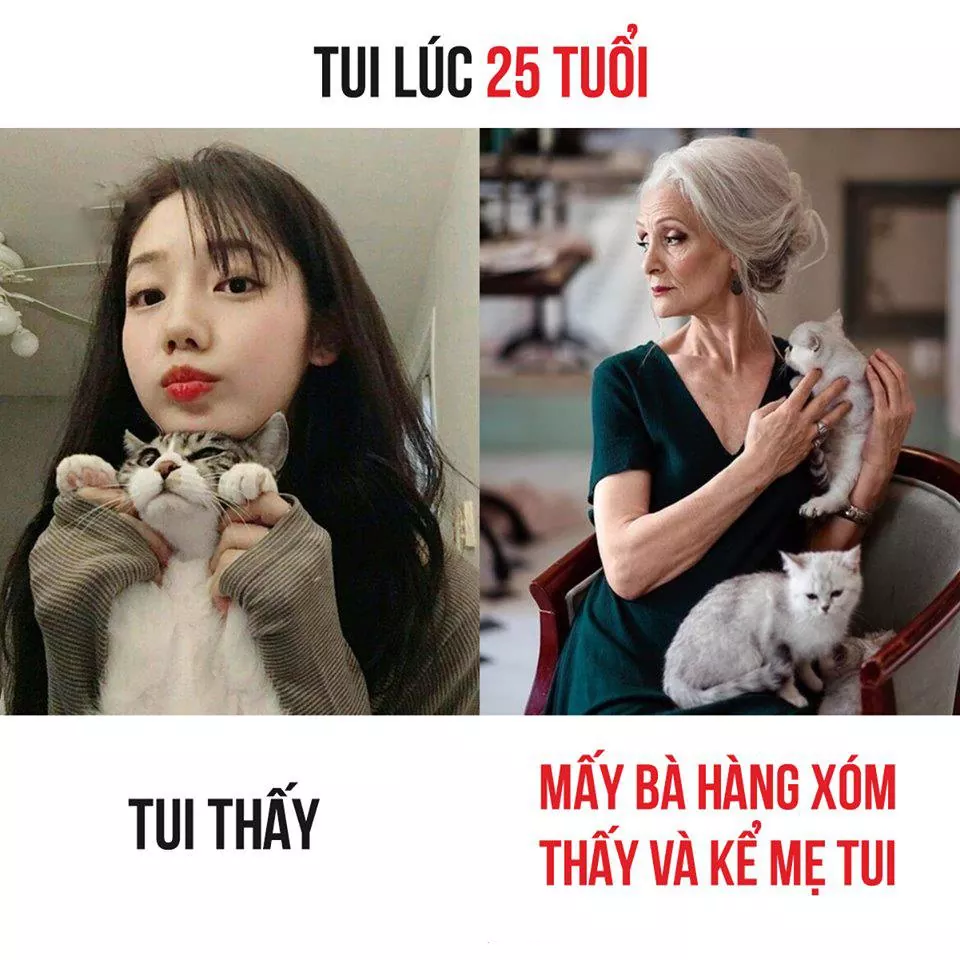 TUI LÚC 25 TUỔI
TUI THẤY
MẤY BÀ HÀNG XÓM
THẤY VÀ KỂ MẸ TUI